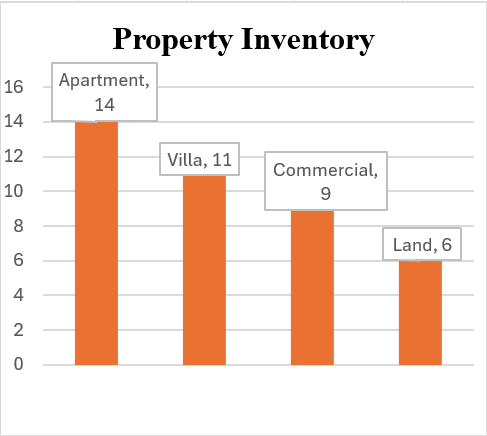 Property Inventory
16
14
12
10
8
6
4
2
0
Apartment,
14
Villa, 11
Commercial,
9
Land, 6